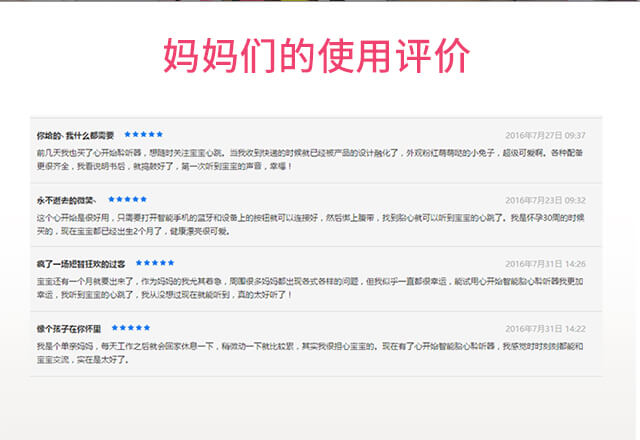 妈妈们的使用评价
你给的、我什么都需要 ★★★★★ 2016年7月27日 09:37
前几天我也买了心开始聆听器，想随时关注宝宝心跳。当我收到快递的时候就已经被产品的设计融化了，外观粉红萌萌哒的小兔子，超级可爱啊。各种配备
更很齐全，我看说明书后，就捣鼓好了，第一次听到宝宝的声音，幸福！
永不逝去的微笑、 ★★★★★ 2016年7月23日 09:32
这个心开始是很好用，只需要打开智能手机的蓝牙和设备上的按钮就可以连接好，然后绑上腹带，找到胎心就可以听到宝宝的心跳了。我是怀孕30周的时候
买的，现在宝宝都已经出生2个月了，健康漂亮很可爱。
疯了一场短暂狂欢的过客 ★★★★★ 2016年7月31日 14:26
宝宝还有一个月就要出来了，作为妈妈的我尤其着急，周围很多妈妈都出现各式各样的问题，但我似乎一直都很幸运，能试用心开始智能胎心聆听器我更加
幸运，我听到宝宝的心跳了，我从没想过现在就能听到，真的太好听了！
像个孩子在你怀里 ★★★★★ 2016年7月31日 14:22
我是个单亲妈妈，每天工作之后就会回家休息一下，稍微动一下就比较累，其实我很担心宝宝的。现在有了心开始智能胎心聆听器，我感觉时时刻刻都能和
宝宝交流，实在是太好了。